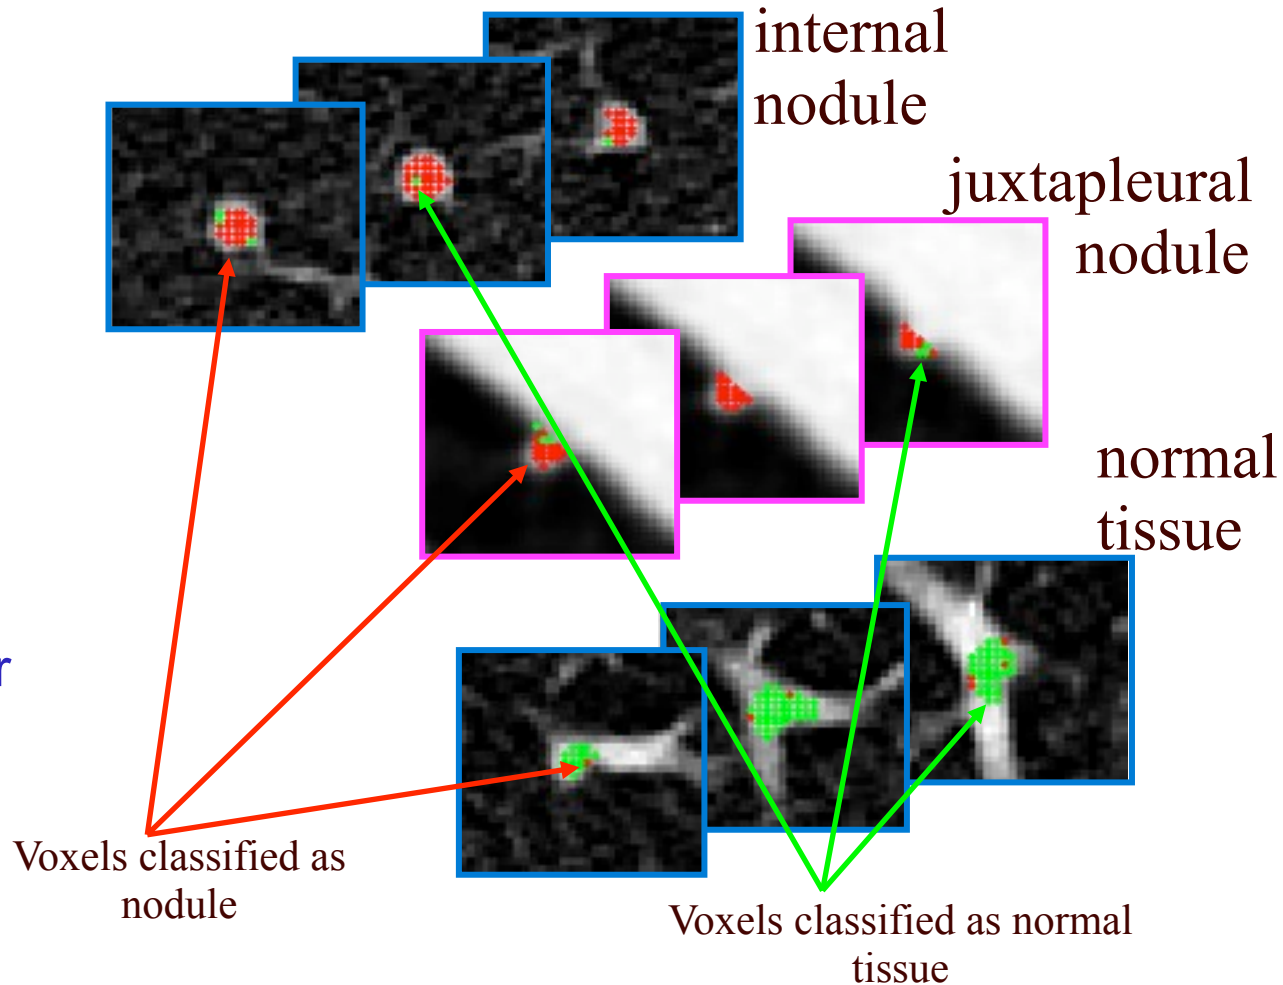 internal
nodule
juxtapleural
nodule
normal
tissue
r
Voxels classified as
nodule
Voxels classified as normal
tissue